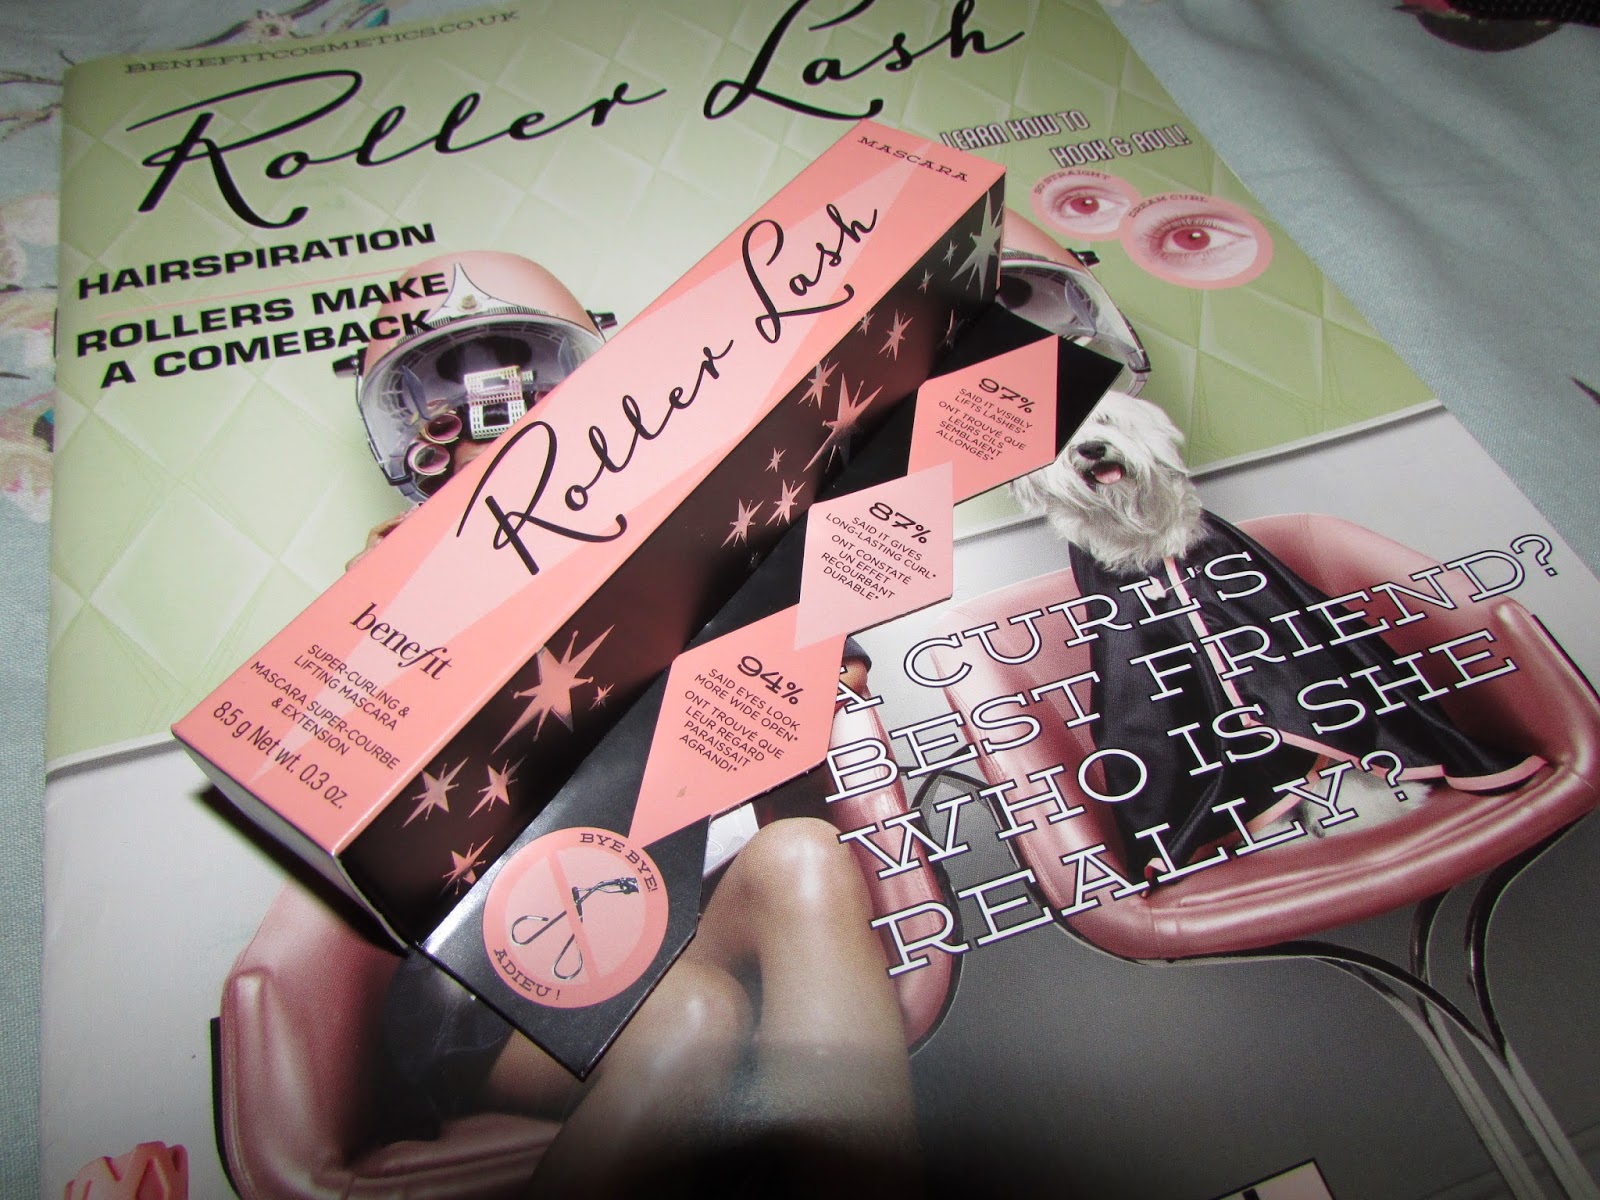 BENEFITCOSMETICS.CO.UK
Roller Lash
LEARN HOW TO
HOOK & ROLL!
SO STRAIGHT
DREAM CURL
HAIRSPIRATION
ROLLERS MAKE
A COMEBACK
MASCARA
Roller Lash
benefit
SUPER-CURLING &
LIFTING MASCARA
MASCARA SUPER-COURBE
& EXTENSION
8.5 g Net wt. 0.3 oz.
97%
SAID IT VISIBLY
LIFTS LASHES*
ONT TROUVÉ QUE
LEURS CILS
SEMBLAIENT
ALLONGÉS*
87%
SAID IT GIVES
LONG-LASTING CURL*
ONT CONSTATÉ
UN EFFET
RECOURBANT
DURABLE*
94%
SAID EYES LOOK
MORE WIDE OPEN*
ONT TROUVÉ QUE
LEUR REGARD
PARAISSAIT
AGRANDI*
BYE BYE!
ADIEU !
A CURL'S
BEST FRIEND?
WHO IS SHE
REALLY?